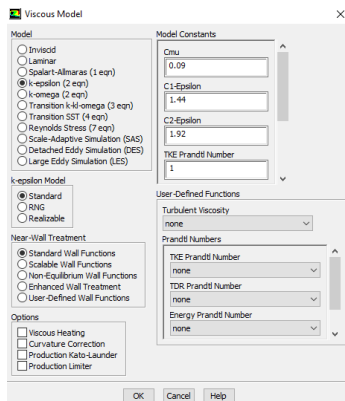 Viscous Model
Model
Inviscid
Laminar
Spalart-Allmaras (1 eqn)
k-epsilon (2 eqn)
k-omega (2 eqn)
Transition k-kl-omega (3 eqn)
Transition SST (4 eqn)
Reynolds Stress (7 eqn)
Scale-Adaptive Simulation (SAS)
Detached Eddy Simulation (DES)
Large Eddy Simulation (LES)
k-epsilon Model
Standard
RNG
Realizable
Near-Wall Treatment
Standard Wall Functions
Scalable Wall Functions
Non-Equilibrium Wall Functions
Enhanced Wall Treatment
User-Defined Wall Functions
Options
Viscous Heating
Curvature Correction
Production Kato-Launder
Production Limiter
Model Constants
Cmu
0.09
C1-Epsilon
1.44
C2-Epsilon
1.92
TKE Prandtl Number
1
User-Defined Functions
Turbulent Viscosity
none
Prandtl Numbers
TKE Prandtl Number
none
TDR Prandtl Number
none
Energy Prandtl Number
none
OK Cancel Help